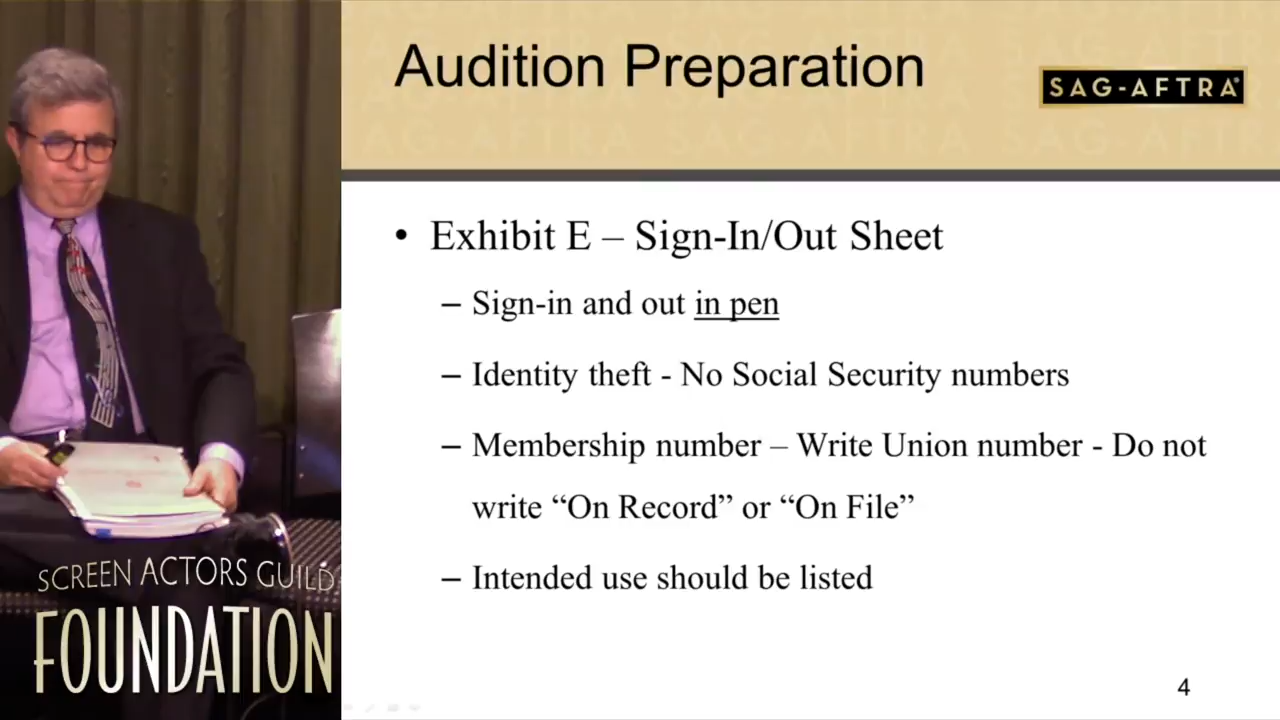 Audition Preparation
SAG-AFTRA®
• Exhibit E – Sign-In/Out Sheet
– Sign-in and out in pen
– Identity theft - No Social Security numbers
– Membership number – Write Union number - Do not
write “On Record” or “On File”
– Intended use should be listed
4
SCREEN ACTORS GUILD
FOUNDATION